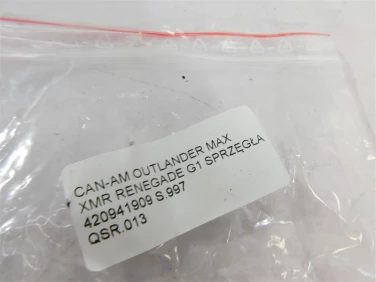 CAN-AM OUTLANDER MAX
XMR RENEGADE G1 SPRZĘGŁA
420941909 S.997
QSR.013